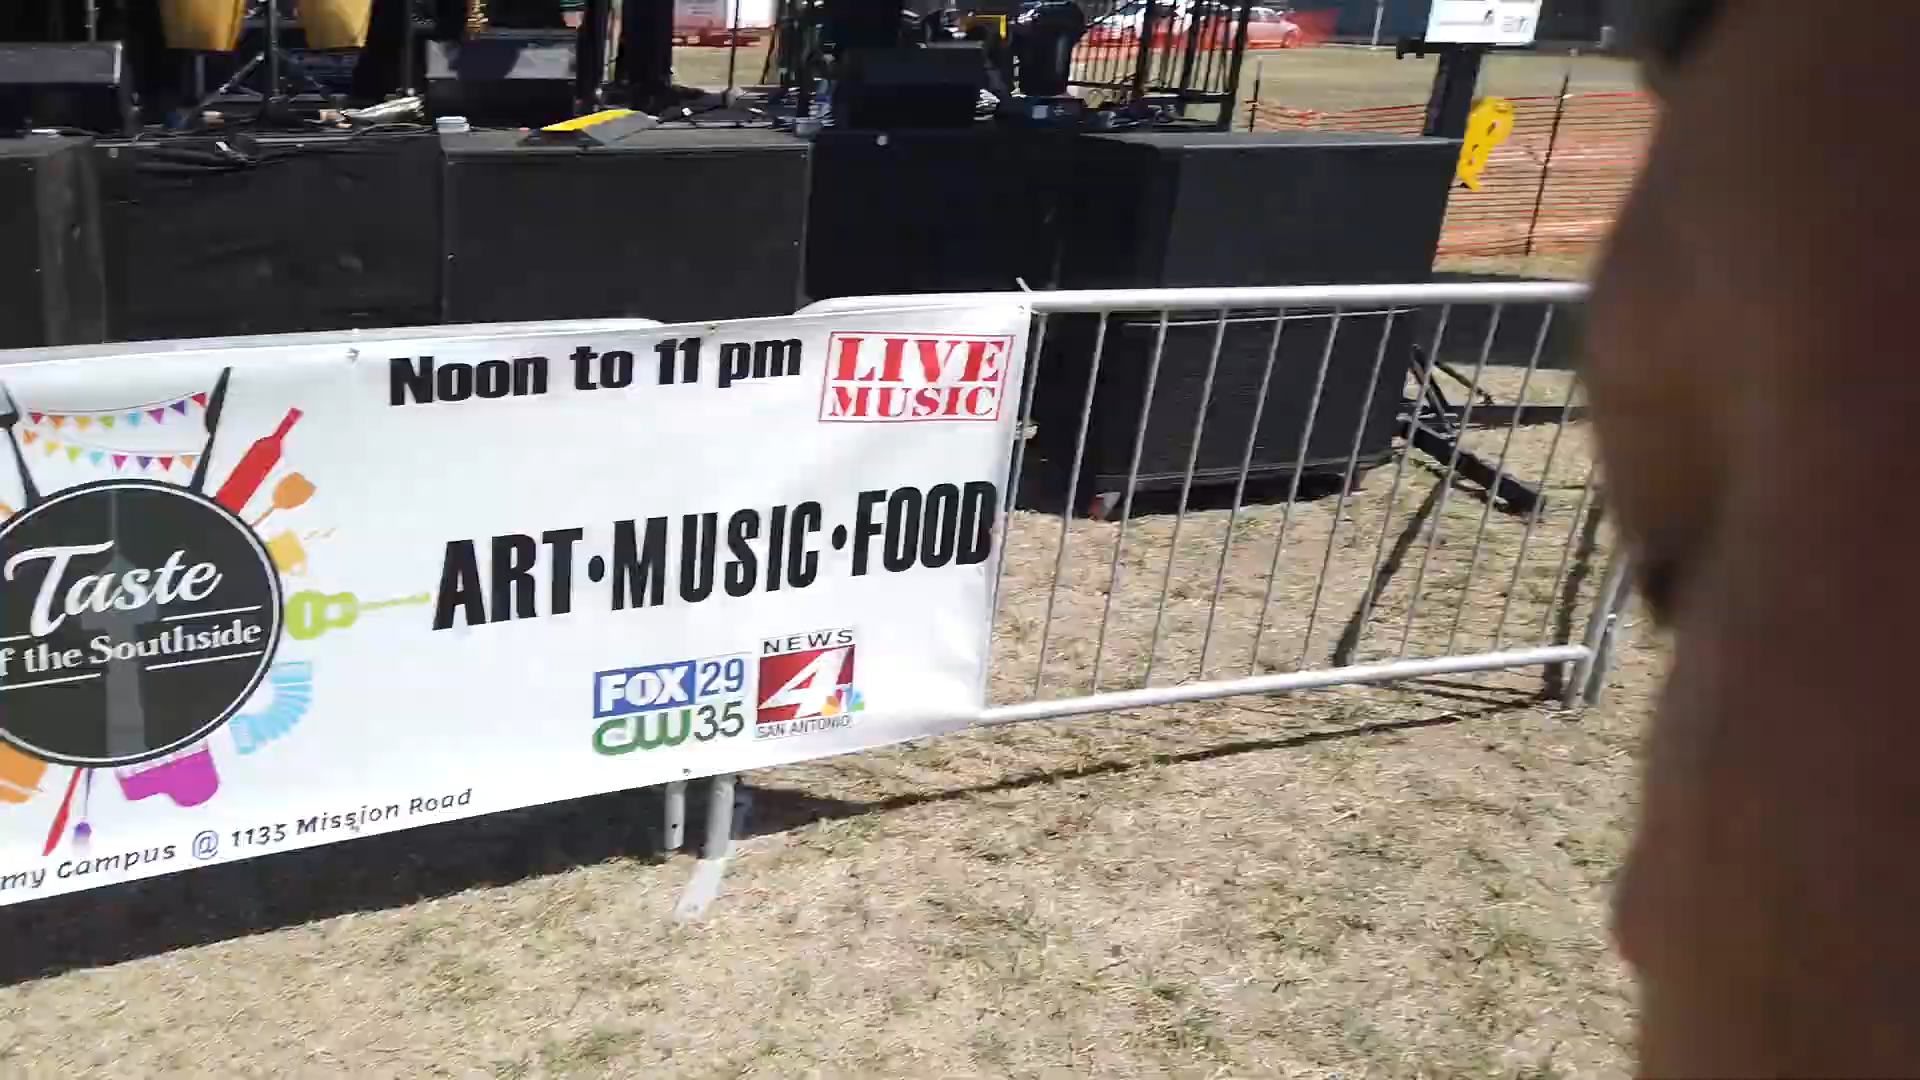 Noon to 11 pm
LIVE
MUSIC
ART•MUSIC•FOOD
Taste
f the Southside
NEWS
4
SAN ANTONIO
FOX 29
CW 35
my Campus @ 1135 Mission Road